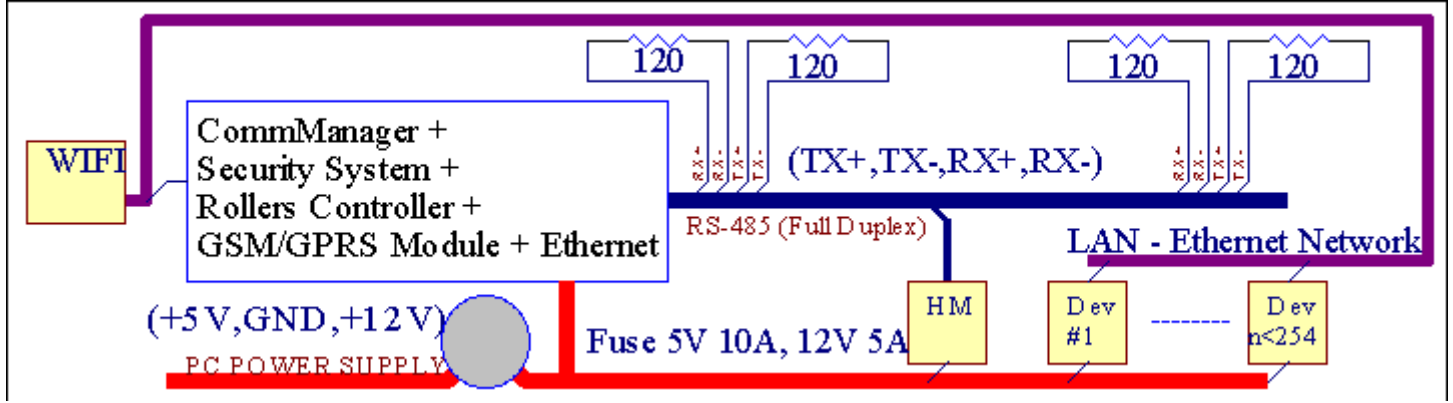 120
120
120
120
CommManager +
Security System +
Rollers Controller +
GSM/GPRS Module + Ethernet
WIFI
RX+
RX-
TX+
TX-
(TX+,TX-,RX+,RX-)
RX+
RX-
TX+
TX-
RS-485 (Full Duplex)
LAN - Ethernet Network
(+5V,GND,+12V)
PC POWER SUPPLY
Fuse 5V 10A, 12V 5A
HM
Dev
#1
Dev
n<254